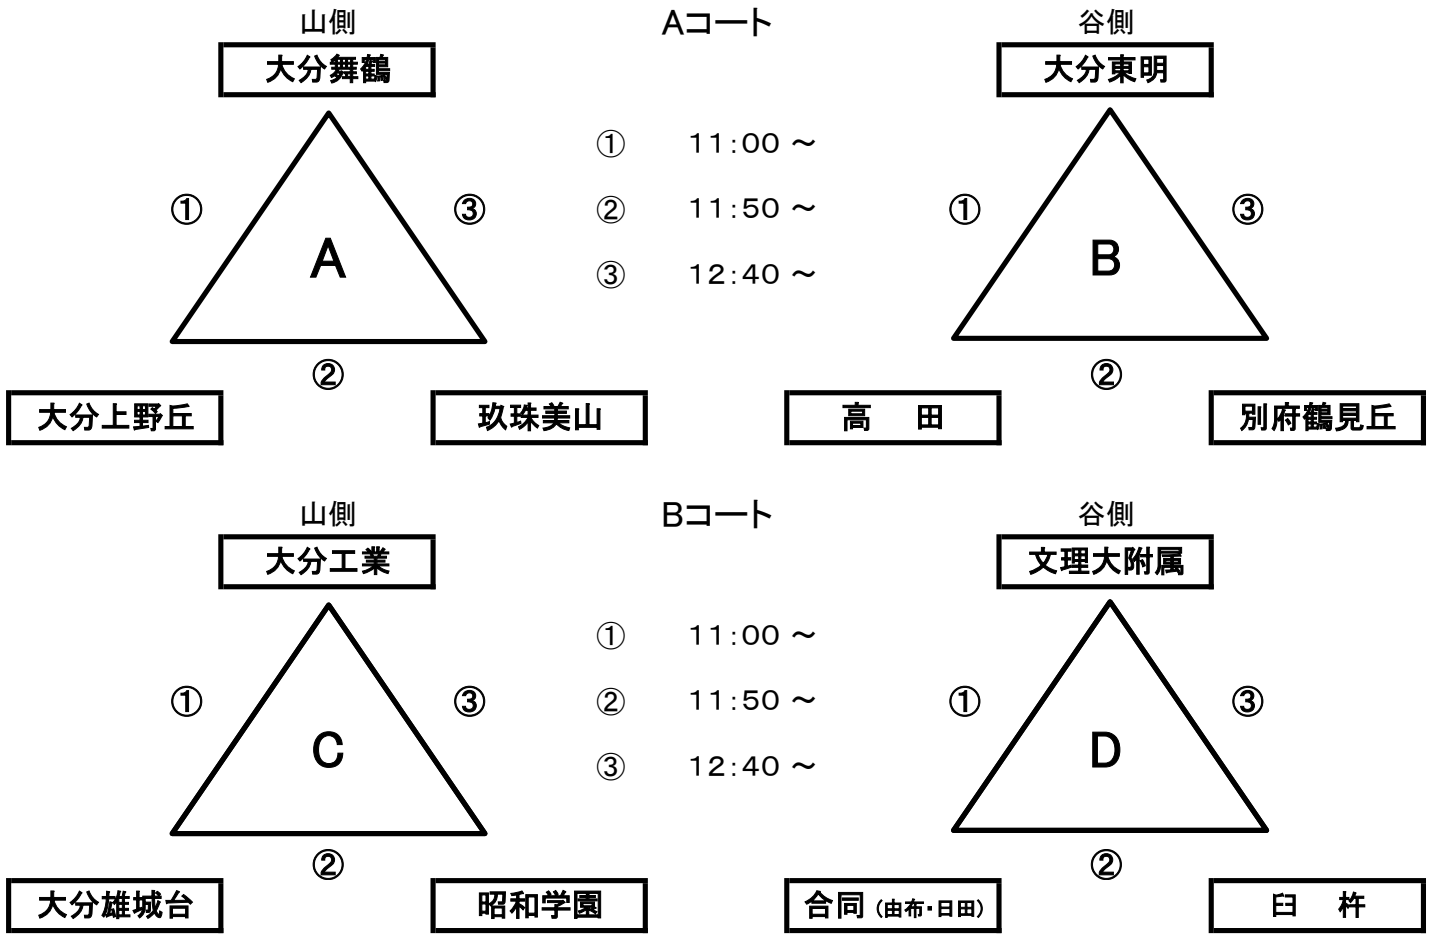 山側 Aコート 谷側
大分舞鶴 大分東明
① 11:00 ～
① ③ ② 11:50 ～ ① ③
A ③ 12:40 ～ B
② ②
大分上野丘 玖珠美山 高　田 別府鶴見丘
山側 Bコート 谷側
大分工業 文理大附属
① 11:00 ～
① ③ ② 11:50 ～ ① ③
C ③ 12:40 ～ D
② ②
大分雄城台 昭和学園 合同（由布・日田） 臼　杵